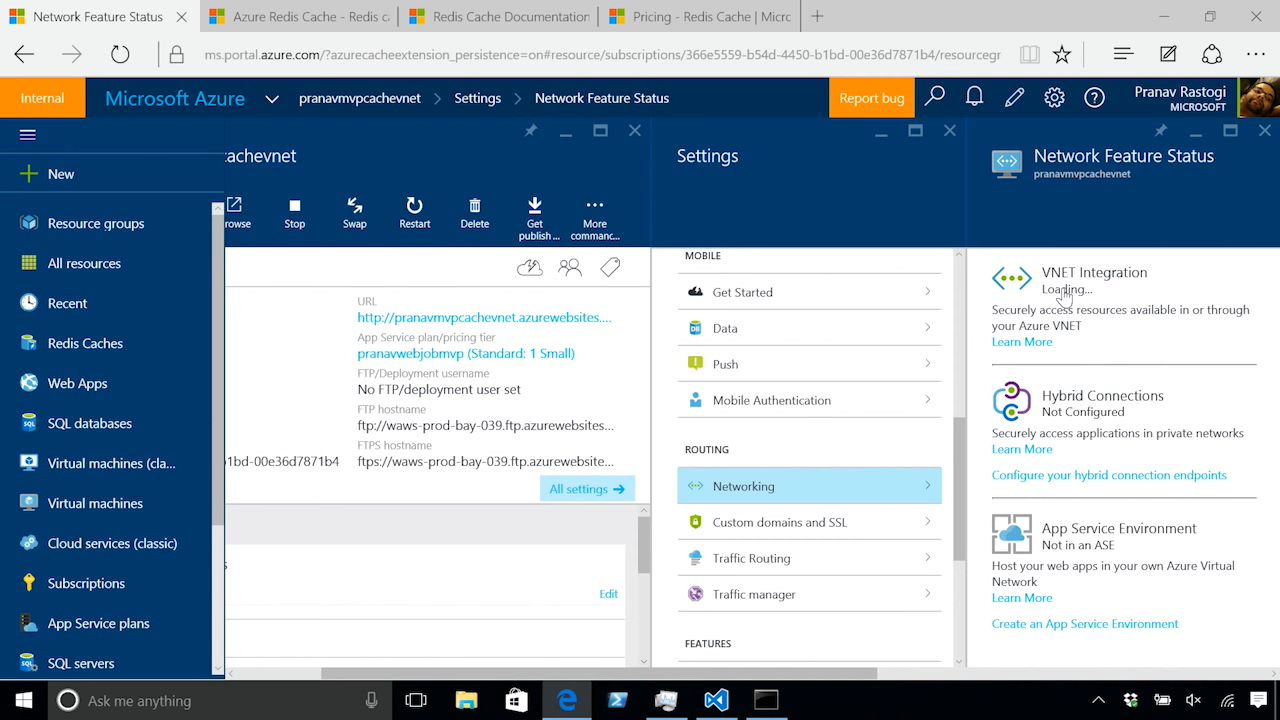 Network Feature Status
Azure Redis Cache - Redis ca
Redis Cache Documentation
Pricing - Redis Cache | Micro
ms.portal.azure.com/?azurecacheextension_persistence=on#resource/subscriptions/366e5559-b54d-4450-b1bd-00e36d7871b4/resourcegr
Internal
Microsoft Azure
pranavmvpcachevnet
Settings
Network Feature Status
Report bug
Pranav Rastogi
MICROSOFT
New
Resource groups
All resources
Recent
Redis Caches
Web Apps
SQL databases
Virtual machines (cla...
Virtual machines
Cloud services (classic)
Subscriptions
App Service plans
SQL servers
cachevnet
rowse
Stop
Swap
Restart
Delete
Get
publish ...
More
commanc...
URL
http://pranavmvpcachevnet.azurewebsites....
App Service plan/pricing tier
pranavwebjobmvp (Standard: 1 Small)
FTP/Deployment username
No FTP/deployment user set
FTP hostname
ftp://waws-prod-bay-039.ftp.azurewebsites...
FTPS hostname
1bd-00e36d7871b4
ftps://waws-prod-bay-039.ftp.azurewebsite...
All settings
s
Edit
Settings
MOBILE
Get Started
Data
Push
Mobile Authentication
ROUTING
Networking
Custom domains and SSL
Traffic Routing
Traffic manager
FEATURES
Network Feature Status
pranavmvpcachevnet
VNET Integration
Loading...
Securely access resources available in or through
your Azure VNET
Learn More
Hybrid Connections
Not Configured
Securely access applications in private networks
Learn More
Configure your hybrid connection endpoints
App Service Environment
Not in an ASE
Host your web apps in your own Azure Virtual
Network
Learn More
Create an App Service Environment
Ask me anything